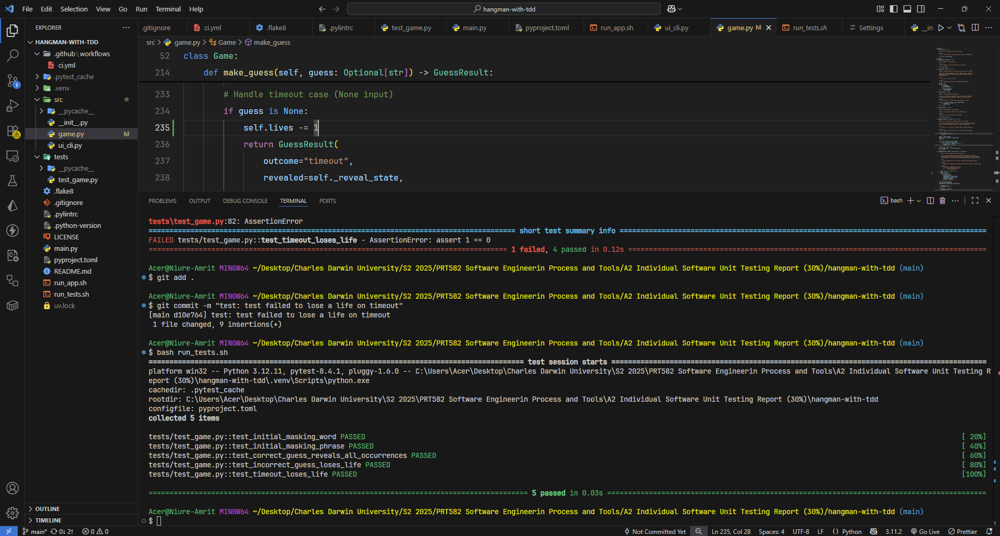 File Edit Selection View Go Run Terminal Help
hangman-with-tdd
EXPLORER
.gitignore
ci.yml
.flake8
.pylintrc
test_game.py
main.py
pyproject.toml
run_app.sh
ui_cli.py
game.py M
run_tests.sh
Settings
__in
HANGMAN-WITH-TDD
.github\workflows
ci.yml
.pytest_cache
.venv
src
__pycache__
__init__.py
game.py M
ui_cli.py
tests
__pycache__
test_game.py
.flake8
.gitignore
.pylintrc
.python-version
LICENSE
main.py
pyproject.toml
README.md
run_app.sh
run_tests.sh
uv.lock
OUTLINE
TIMELINE
1
src > game.py > Game > make_guess
52 class Game:
214 def make_guess(self, guess: Optional[str]) -> GuessResult:
233 # Handle timeout case (None input)
234 if guess is None:
235 self.lives -= 1
236 return GuessResult(
237 outcome="timeout",
238 revealed=self._reveal_state,
PROBLEMS OUTPUT DEBUG CONSOLE TERMINAL PORTS
bash
tests\test_game.py:82: AssertionError
======== short test summary info ========
FAILED tests/test_game.py::test_timeout_loses_life - AssertionError: assert 1 == 0
======== 1 failed, 4 passed in 0.12s ========
Acer@Niure-Amrit MINGW64 ~/Desktop/Charles Darwin University/S2 2025/PRT582 Software Engineerin Process and Tools/A2 Individual Software Unit Testing Report (30%)/hangman-with-tdd (main)
$ git add .
Acer@Niure-Amrit MINGW64 ~/Desktop/Charles Darwin University/S2 2025/PRT582 Software Engineerin Process and Tools/A2 Individual Software Unit Testing Report (30%)/hangman-with-tdd (main)
$ git commit -m "test: test failed to lose a life on timeout"
[main d10e764] test: test failed to lose a life on timeout
1 file changed, 9 insertions(+)
Acer@Niure-Amrit MINGW64 ~/Desktop/Charles Darwin University/S2 2025/PRT582 Software Engineerin Process and Tools/A2 Individual Software Unit Testing Report (30%)/hangman-with-tdd (main)
$ bash run_tests.sh
======== test session starts ========
platform win32 -- Python 3.12.11, pytest-8.4.1, pluggy-1.6.0 -- C:\Users\Acer\Desktop\Charles Darwin University\S2 2025\PRT582 Software Engineerin Process and Tools\A2 Individual Software Unit Testing R
eport (30%)\hangman-with-tdd\.venv\Scripts\python.exe
cachedir: .pytest_cache
rootdir: C:\Users\Acer\Desktop\Charles Darwin University\S2 2025\PRT582 Software Engineerin Process and Tools\A2 Individual Software Unit Testing Report (30%)\hangman-with-tdd
configfile: pyproject.toml
collected 5 items
tests/test_game.py::test_initial_masking_word PASSED [ 20%]
tests/test_game.py::test_initial_masking_phrase PASSED [ 40%]
tests/test_game.py::test_correct_guess_reveals_all_occurrences PASSED [ 60%]
tests/test_game.py::test_incorrect_guess_loses_life PASSED [ 80%]
tests/test_game.py::test_timeout_loses_life PASSED [100%]
======== 5 passed in 0.03s ========
Acer@Niure-Amrit MINGW64 ~/Desktop/Charles Darwin University/S2 2025/PRT582 Software Engineerin Process and Tools/A2 Individual Software Unit Testing Report (30%)/hangman-with-tdd (main)
$
main* 0↓ 2↑ 0 0 Not Committed Yet Ln 235, Col 28 Spaces: 4 UTF-8 LF { } Python 3.11.2 Go Live Prettier